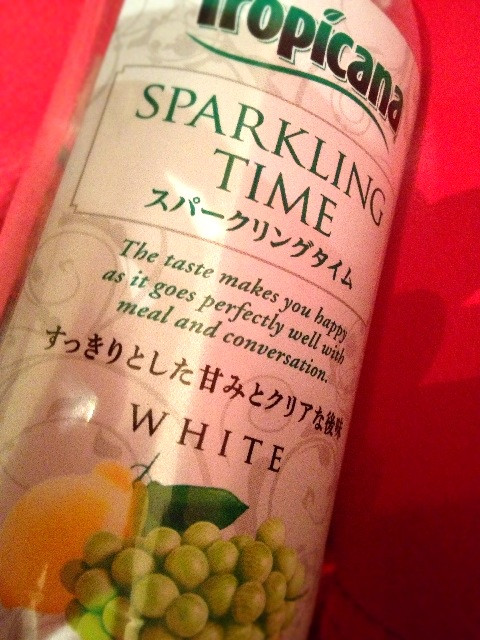 Tropicana
SPARKLING
TIME
スパークリングタイム
The taste makes you happy
as it goes perfectly well with
meal and conversation.
すっきりとした甘みとクリアな後味
WHITE